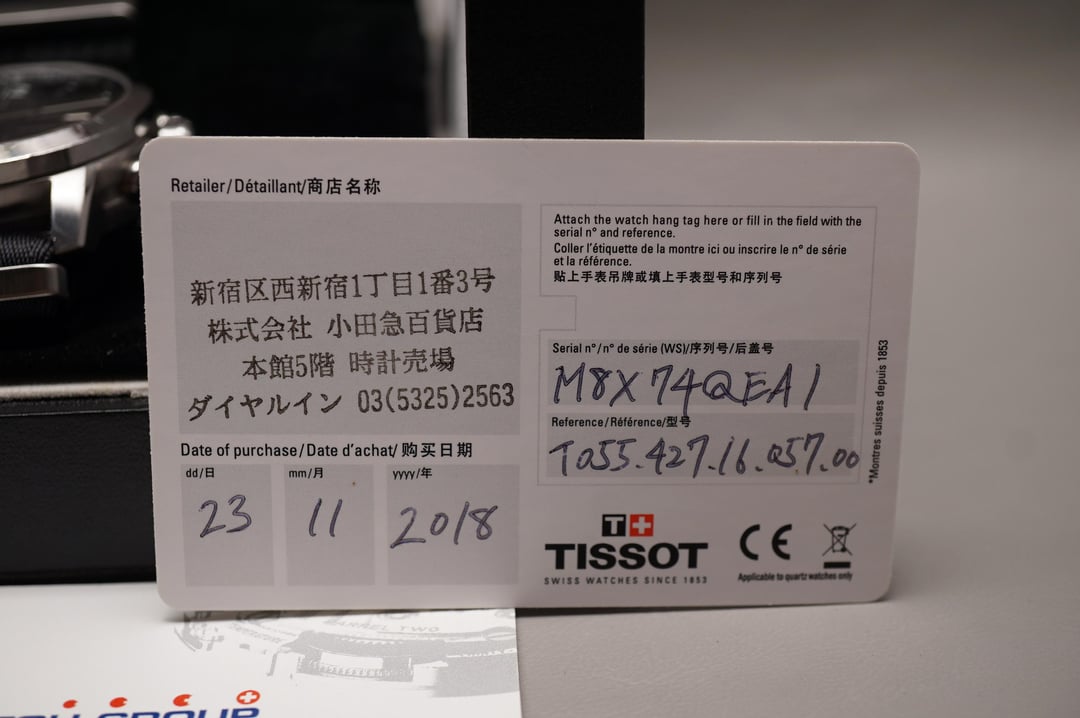 Retailer/Détaillant/商店名称
新宿区西新宿1丁目1番3号
株式会社 小田急百貨店
本館5階 時計売場
ダイヤルイン 03(5325)2563
Date of purchase/Date d'achat/购买日期
dd/日 mm/月 yyyy/年
23 11 2018
Attach the watch hang tag here or fill in the field with the
serial n° and reference.
Coller l'étiquette de la montre ici ou inscrire le n° de série
et la référence.
贴上手表吊牌或填上手表型号和序列号
Serial n°/n° de série (WS)/序列号/后盖号
M8X74QEA1
Reference/Référence/型号
T055.427.16.057.00
*Montres suisses depuis 1853
T+
TISSOT
SWISS WATCHES SINCE 1853
CE
Applicable to quartz watches only
BARREL TWO
GROUP